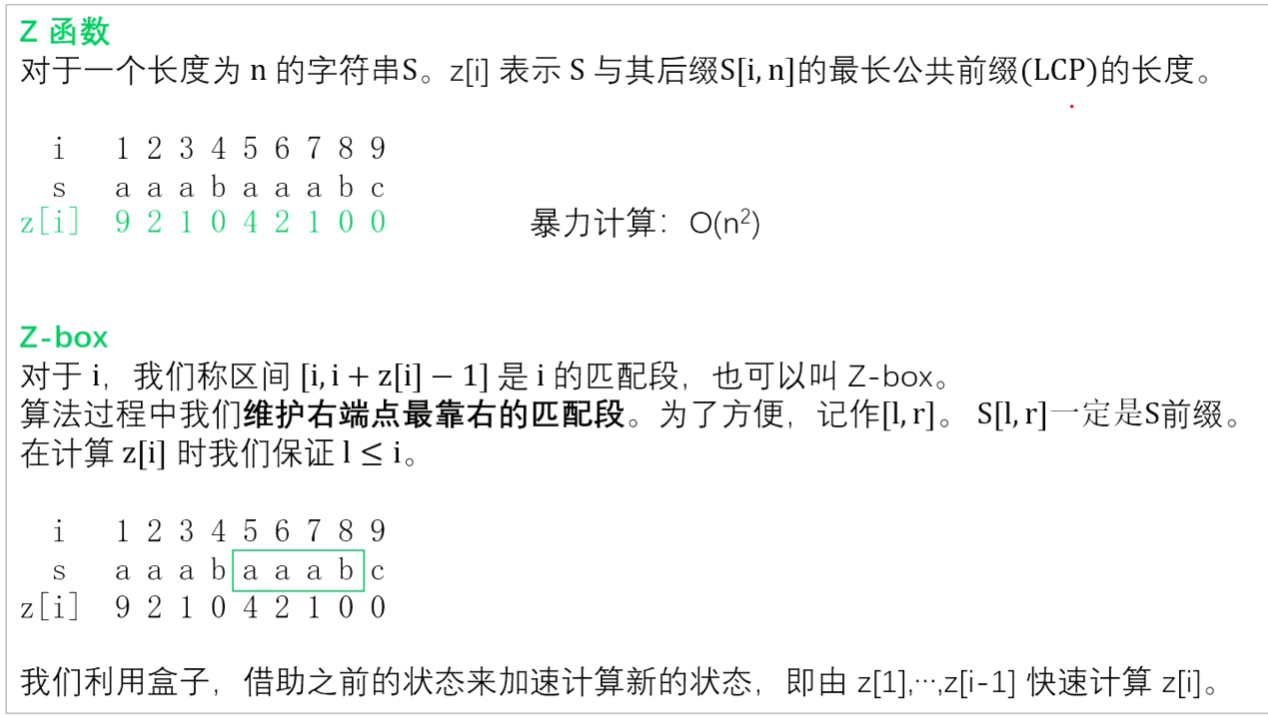 Z 函数
对于一个长度为 n 的字符串S。z[i] 表示 S 与其后缀S[i, n]的最长公共前缀(LCP)的长度。
i 1 2 3 4 5 6 7 8 9
s a a a b a a a b c
z[i] 9 2 1 0 4 2 1 0 0 暴力计算：O(n²)
Z-box
对于 i，我们称区间 [i, i + z[i] − 1] 是 i 的匹配段，也可以叫 Z-box。
算法过程中我们维护右端点最靠右的匹配段。为了方便，记作[l, r]。 S[l, r]一定是S前缀。
在计算 z[i] 时我们保证 l ≤ i。
i 1 2 3 4 5 6 7 8 9
s a a a b a a a b c
z[i] 9 2 1 0 4 2 1 0 0
我们利用盒子，借助之前的状态来加速计算新的状态，即由 z[1],···,z[i-1] 快速计算 z[i]。